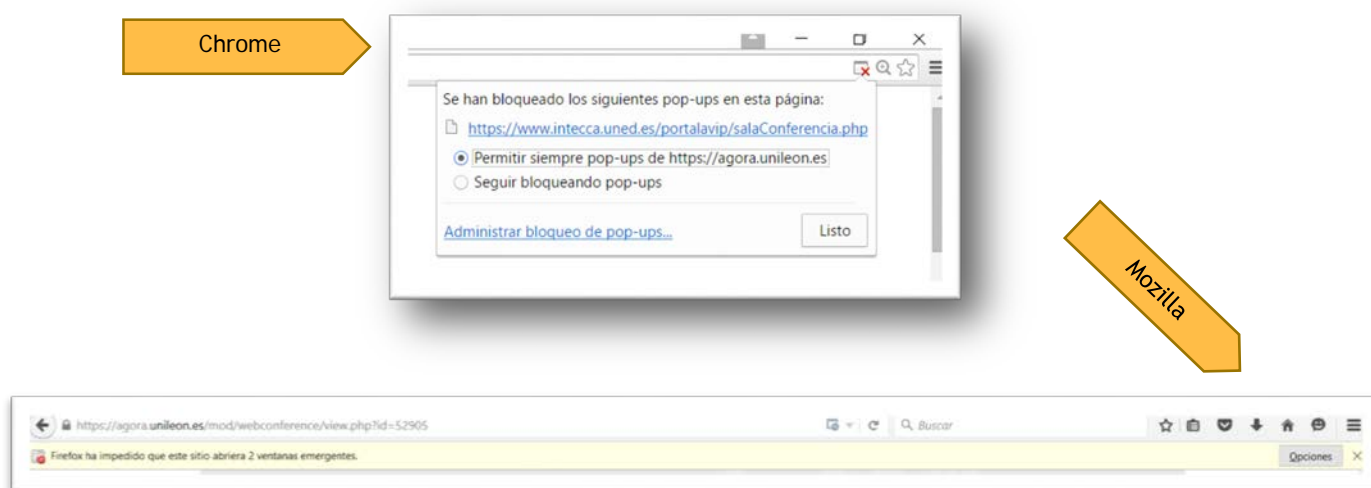 Chrome
Se han bloqueado los siguientes pop-ups en esta página:
https://www.intecca.uned.es/portalavip/salaConferencia.php
Permitir siempre pop-ups de https://agora.unileon.es
Seguir bloqueando pop-ups
Administrar bloqueo de pop-ups...
Listo
Mozilla
https://agora.unileon.es/mod/webconference/view.php?id=52905
Buscar
Firefox ha impedido que este sitio abriera 2 ventanas emergentes.
Opciones